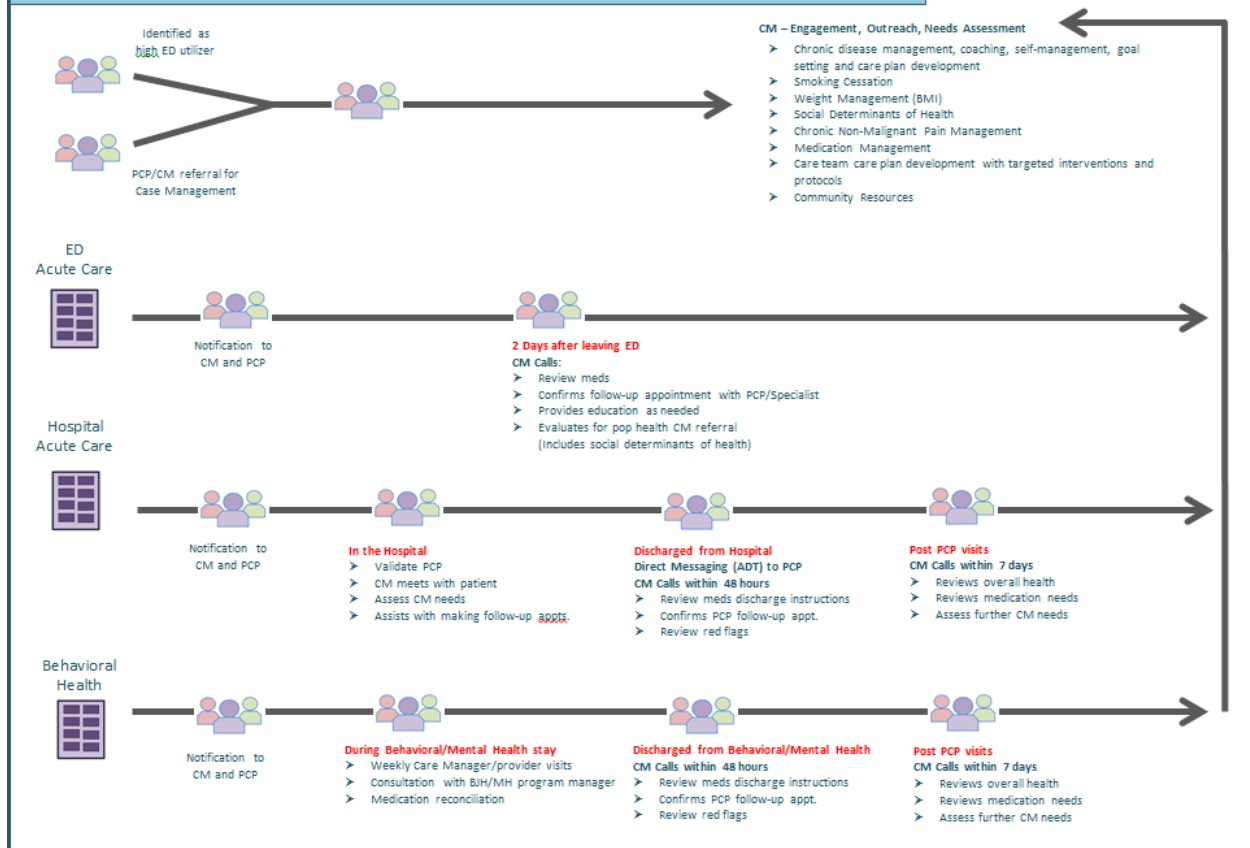 Identified as
high ED utilizer
PCP/CM referral for
Case Management
CM – Engagement, Outreach, Needs Assessment
➤ Chronic disease management, coaching, self-management, goal
setting and care plan development
➤ Smoking Cessation
➤ Weight Management (BMI)
➤ Social Determinants of Health
➤ Chronic Non-Malignant Pain Management
➤ Medication Management
➤ Care team care plan development with targeted interventions and
protocols
➤ Community Resources
ED
Acute Care
Notification to
CM and PCP
2 Days after leaving ED
CM Calls:
➤ Review meds
➤ Confirms follow-up appointment with PCP/Specialist
➤ Provides education as needed
➤ Evaluates for pop health CM referral
(Includes social determinants of health)
Hospital
Acute Care
Notification to
CM and PCP
In the Hospital
➤ Validate PCP
➤ CM meets with patient
➤ Assess CM needs
➤ Assists with making follow-up appts.
Discharged from Hospital
Direct Messaging (ADT) to PCP
CM Calls within 48 hours
➤ Review meds discharge instructions
➤ Confirms PCP follow-up appt.
➤ Review red flags
Post PCP visits
CM Calls within 7 days
➤ Reviews overall health
➤ Reviews medication needs
➤ Assess further CM needs
Behavioral
Health
Notification to
CM and PCP
During Behavioral/Mental Health stay
➤ Weekly Care Manager/provider visits
➤ Consultation with BJH/MH program manager
➤ Medication reconciliation
Discharged from Behavioral/Mental Health
CM Calls within 48 hours
➤ Review meds discharge instructions
➤ Confirms PCP follow-up appt.
➤ Review red flags
Post PCP visits
CM Calls within 7 days
➤ Reviews overall health
➤ Reviews medication needs
➤ Assess further CM needs